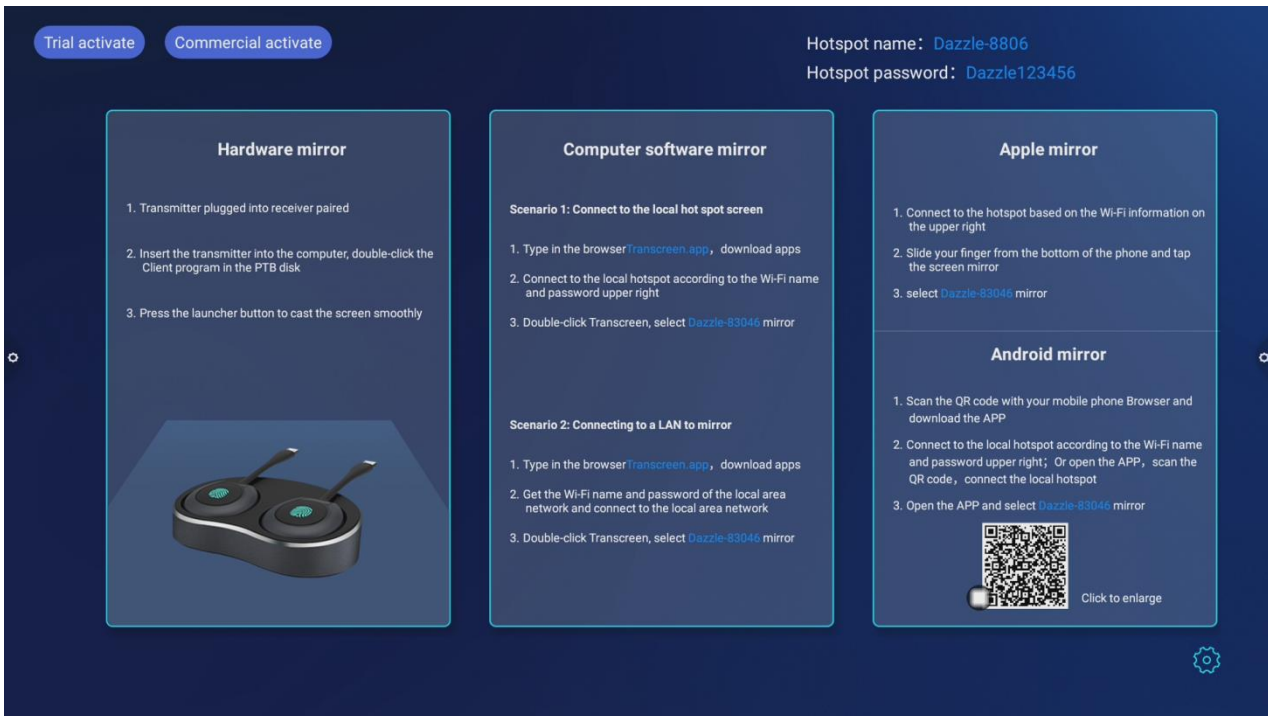 Trial activate
Commercial activate
Hotspot name：Dazzle-8806
Hotspot password：Dazzle123456
Hardware mirror
1. Transmitter plugged into receiver paired
2. Insert the transmitter into the computer, double-click the
Client program in the PTB disk
3. Press the launcher button to cast the screen smoothly
Computer software mirror
Scenario 1: Connect to the local hot spot screen
1. Type in the browserTranscreen.app，download apps
2. Connect to the local hotspot according to the Wi-Fi name
and password upper right
3. Double-click Transcreen, select Dazzle-83046 mirror
Scenario 2: Connecting to a LAN to mirror
1. Type in the browserTranscreen.app，download apps
2. Get the Wi-Fi name and password of the local area
network and connect to the local area network
3. Double-click Transcreen, select Dazzle-83046 mirror
Apple mirror
1. Connect to the hotspot based on the Wi-Fi information on
the upper right
2. Slide your finger from the bottom of the phone and tap
the screen mirror
3. select Dazzle-83046 mirror
Android mirror
1. Scan the QR code with your mobile phone Browser and
download the APP
2. Connect to the local hotspot according to the Wi-Fi name
and password upper right；Or open the APP，scan the
QR code，connect the local hotspot
3. Open the APP and select Dazzle-83046 mirror
Click to enlarge